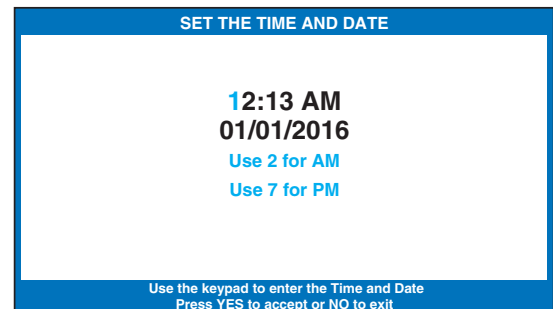 SET THE TIME AND DATE
12:13 AM
01/01/2016
Use 2 for AM
Use 7 for PM
Use the keypad to enter the Time and Date
Press YES to accept or NO to exit